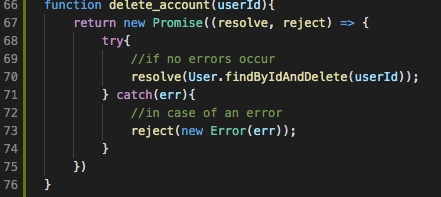 66 function delete_account(userId){
67     return new Promise((resolve, reject) => {
68         try{
69             //if no errors occur
70             resolve(User.findByIdAndDelete(userId));
71         } catch(err){
72             //in case of an error
73             reject(new Error(err));
74         }
75     })
76 }